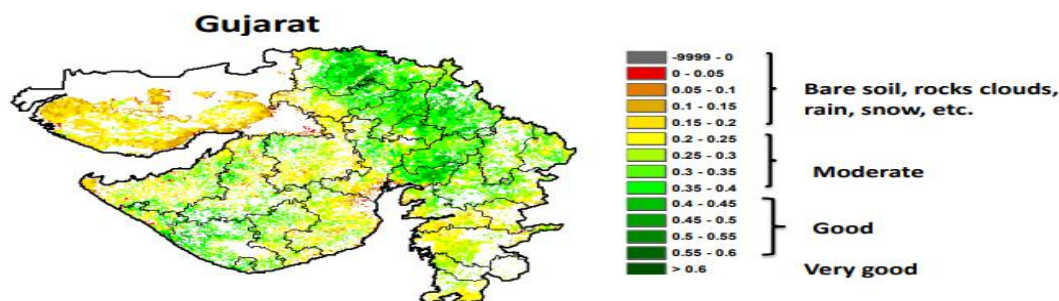 Gujarat
-9999 - 0
0 - 0.05
0.05 - 0.1
0.1 - 0.15
0.15 - 0.2
0.2 - 0.25
0.25 - 0.3
0.3 - 0.35
0.35 - 0.4
0.4 - 0.45
0.45 - 0.5
0.5 - 0.55
0.55 - 0.6
> 0.6
Bare soil, rocks clouds,
rain, snow, etc.
Moderate
Good
Very good